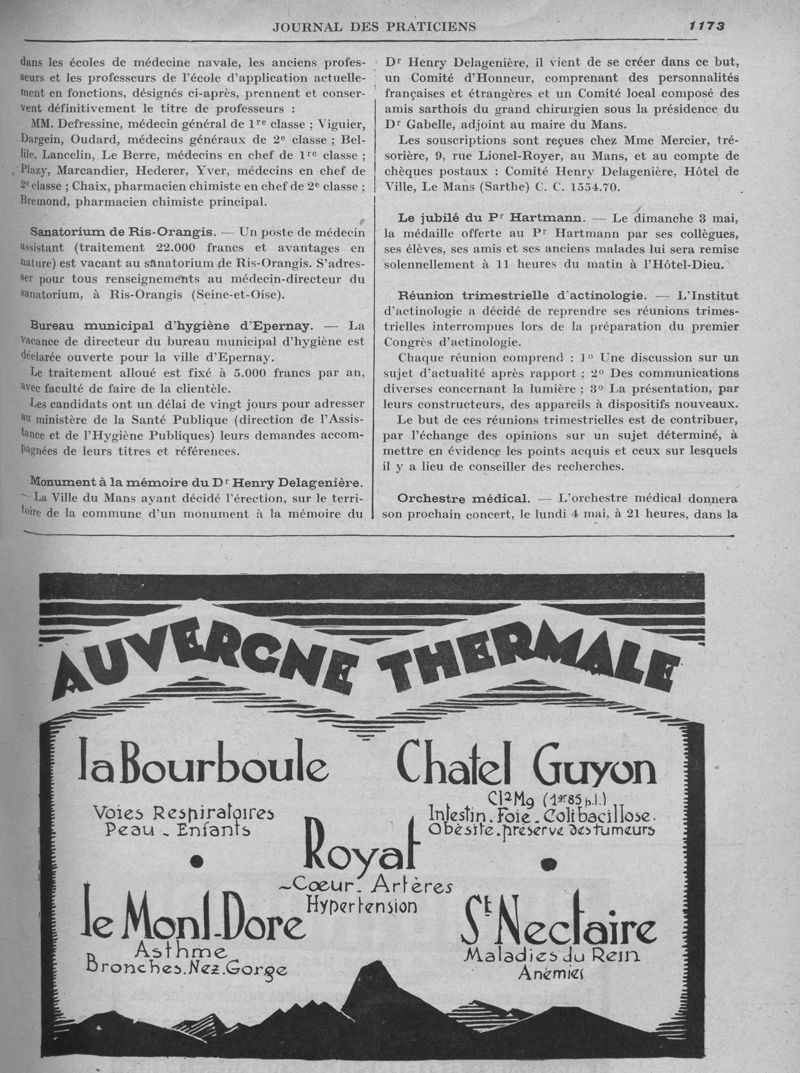 JOURNAL DES PRATICIENS
1173
dans les écoles de médecine navale, les anciens profes-
seurs et les professeurs de l'école d'application actuelle-
ment en fonctions, désignés ci-après, prennent et conser-
vent définitivement le titre de professeurs :
MM. Defressine, médecin général de 1re classe ; Viguier,
Dargein, Oudard, médecins généraux de 2e classe ; Bel-
lile, Lancelin, Le Berre, médecins en chef de 1re classe ;
Plazy, Marcandier, Hederer, Yver, médecins en chef de
2e classe ; Chaix, pharmacien chimiste en chef de 2e classe ;
Bremond, pharmacien chimiste principal.
Sanatorium de Ris-Orangis. — Un poste de médecin
assistant (traitement 22.000 francs et avantages en
nature) est vacant au sanatorium de Ris-Orangis. S'adres-
ser pour tous renseignements au médecin-directeur du
sanatorium, à Ris-Orangis (Seine-et-Oise).
Bureau municipal d'hygiène d'Epernay. — La
vacance de directeur du bureau municipal d'hygiène est
déclarée ouverte pour la ville d'Epernay.
Le traitement alloué est fixé à 5.000 francs par an,
avec faculté de faire de la clientèle.
Les candidats ont un délai de vingt jours pour adresser
au ministère de la Santé Publique (direction de l'Assis-
tance et de l'Hygiène Publiques) leurs demandes accom-
pagnées de leurs titres et références.
Monument à la mémoire du Dr Henry Delagenière.
— La Ville du Mans ayant décidé l'érection, sur le terri-
toire de la commune d'un monument à la mémoire du
Dr Henry Delagenière, il vient de se créer dans ce but,
un Comité d'Honneur, comprenant des personnalités
françaises et étrangères et un Comité local composé des
amis sarthois du grand chirurgien sous la présidence du
Dr Gabelle, adjoint au maire du Mans.
Les souscriptions sont reçues chez Mme Mercier, tré-
sorière, 9, rue Lionel-Royer, au Mans, et au compte de
chèques postaux : Comité Henry Delagenière, Hôtel de
Ville, Le Mans (Sarthe) C. C. 1554.70.
Le jubilé du Pr Hartmann. — Le dimanche 3 mai,
la médaille offerte au Pr Hartmann par ses collègues,
ses élèves, ses amis et ses anciens malades lui sera remise
solennellement à 11 heures du matin à l'Hôtel-Dieu.
Réunion trimestrielle d'actinologie. — L'Institut
d'actinologie a décidé de reprendre ses réunions trimes-
trielles interrompues lors de la préparation du premier
Congrès d'actinologie.
Chaque réunion comprend : 1o Une discussion sur un
sujet d'actualité après rapport ; 2o Des communications
diverses concernant la lumière ; 3o La présentation, par
leurs constructeurs, des appareils à dispositifs nouveaux.
Le but de ces réunions trimestrielles est de contribuer,
par l'échange des opinions sur un sujet déterminé, à
mettre en évidence les points acquis et ceux sur lesquels
il y a lieu de conseiller des recherches.
Orchestre médical. — L'orchestre médical donnera
son prochain concert, le lundi 4 mai, à 21 heures, dans la
AUVERGNE THERMALE
la Bourboule
Voies Respiratoires
Peau - Enfants
Chatel Guyon
Cl2Mg (1gr85 p.l.)
Intestin. Foie. Colibacillose.
Obésité. préserve des tumeurs
Royat
Cœur. Artères
Hypertension
le Mont-Dore
Asthme
Bronches. Nez. Gorge
St Nectaire
Maladies du Rein
Anémies